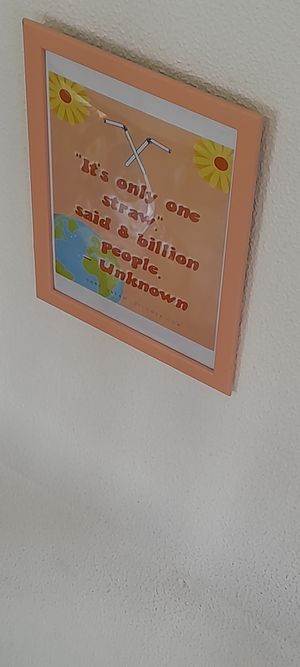 "It's only one
straw,"
said 8 billion
people.
- Unknown